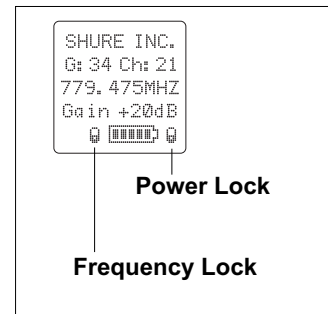 SHURE INC.
G: 34 Ch: 21
779.475MHZ
Gain +20dB
Power Lock
Frequency Lock